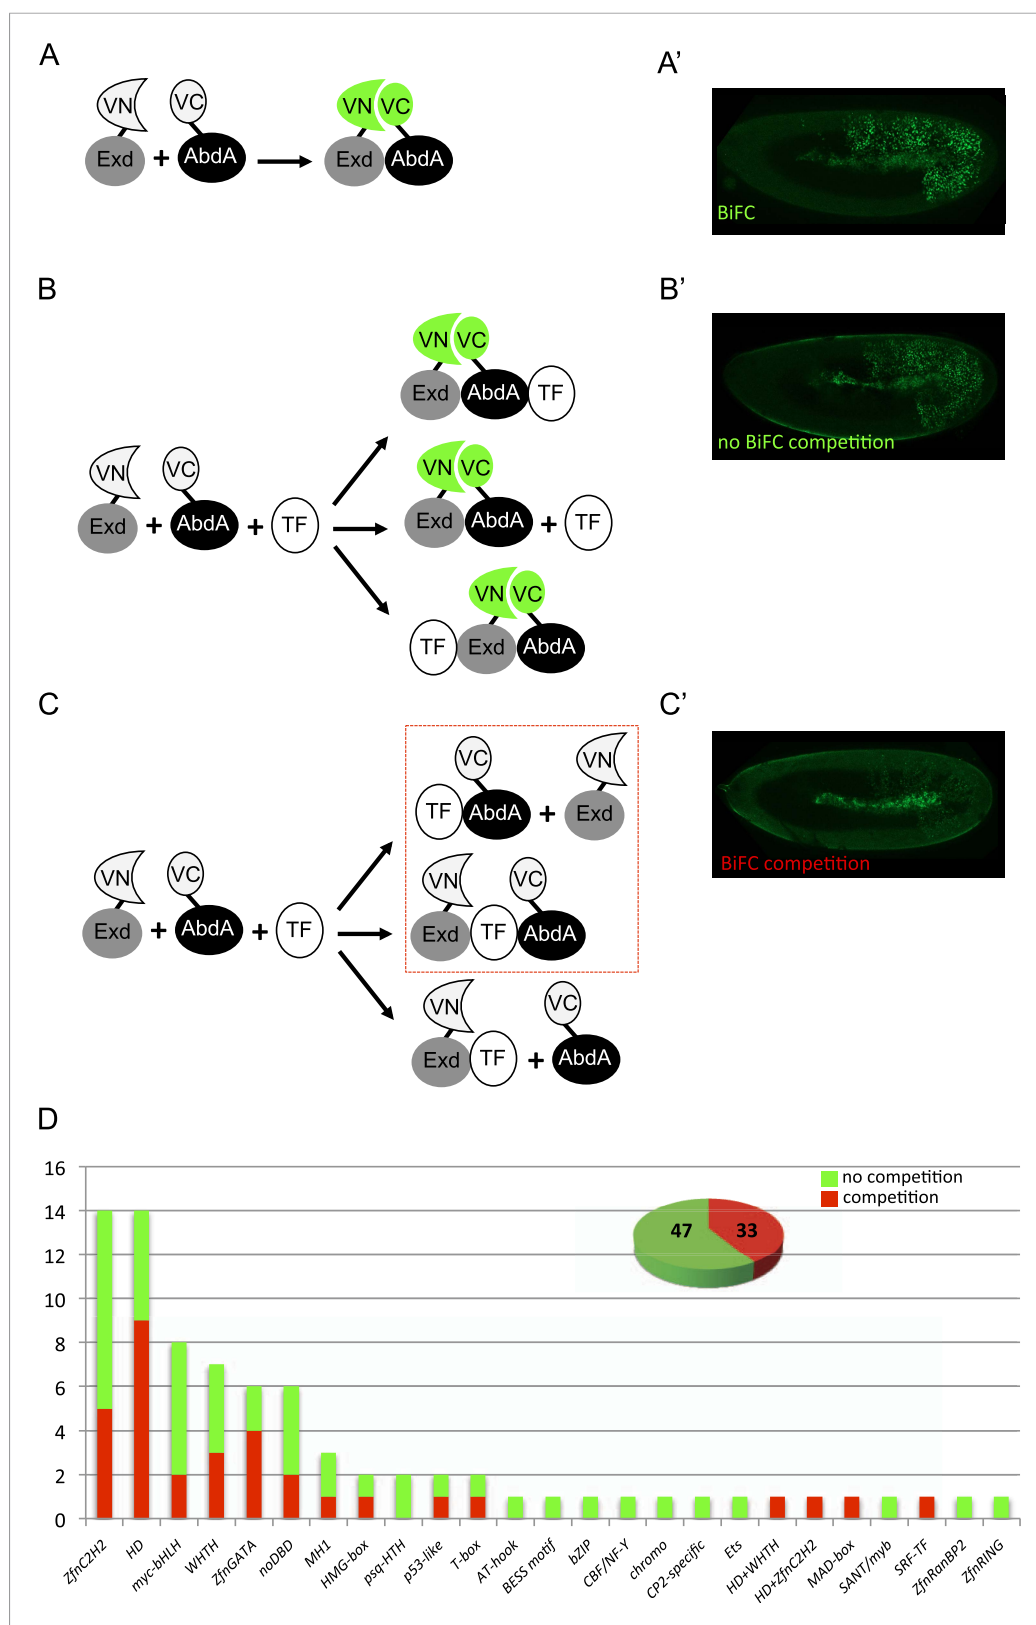 A
VN
VC
Exd
+
AbdA
VN
VC
Exd
AbdA
A'
BiFC
B
VN
VC
Exd
+
AbdA
+
TF
VN
VC
Exd
AbdA
TF
VN
VC
Exd
AbdA
+
TF
VN
VC
TF
Exd
AbdA
B'
no BiFC competition
C
VN
VC
Exd
+
AbdA
+
TF
VC
VN
TF
AbdA
+
Exd
VN
VC
Exd
TF
AbdA
VN
VC
Exd
TF
+
AbdA
C'
BiFC competition
D
16
14
12
10
8
6
4
2
0
no competition
competition
47
33
ZfnC2H2
HD
myc-bHLH
WHTH
ZfnGATA
noDBD
MH1
HMG-box
psq-HTH
p53-like
T-box
AT-hook
BESS motif
bZIP
CBF/NF-Y
chromo
CP2-specific
Ets
HD+WHTH
HD+ZfnC2H2
MAD-box
SANT/myb
SRF-TF
ZfnRanBP2
ZfnRING